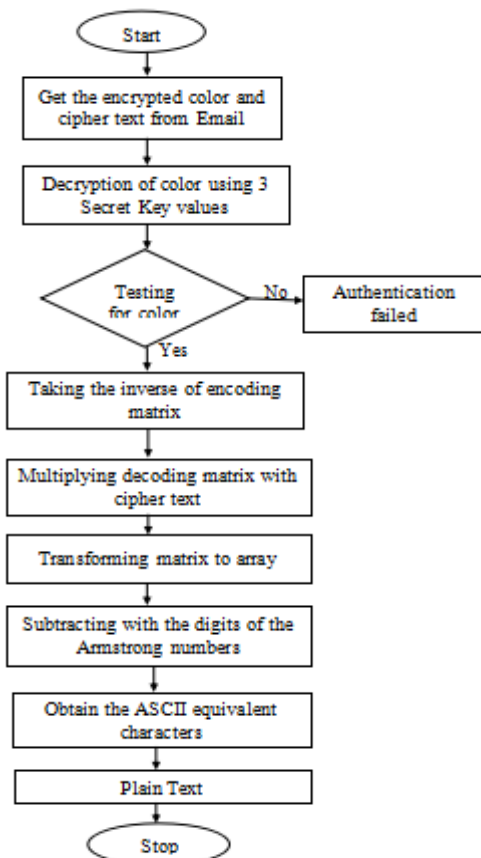 Start
Get the encrypted color and
cipher text from Email
Decryption of color using 3
Secret Key values
Testing
for color
No
Authentication
failed
Yes
Taking the inverse of encoding
matrix
Multiplying decoding matrix with
cipher text
Transforming matrix to array
Subtracting with the digits of the
Armstrong numbers
Obtain the ASCII equivalent
characters
Plain Text
Stop